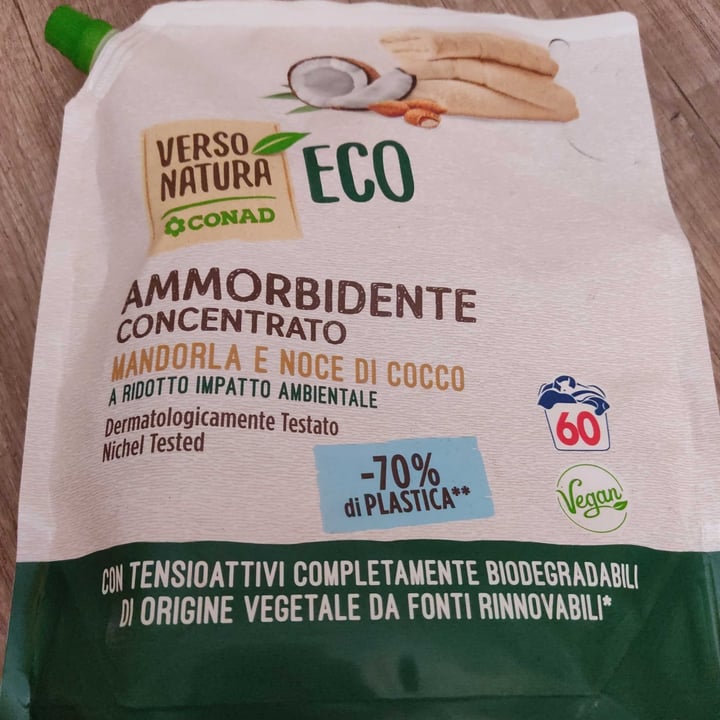 VERSO
NATURA
CONAD
ECO
AMMORBIDENTE
CONCENTRATO
MANDORLA E NOCE DI COCCO
A RIDOTTO IMPATTO AMBIENTALE
Dermatologicamente Testato
Nichel Tested
60
-70%
di PLASTICA**
Vegan
CON TENSIOATTIVI COMPLETAMENTE BIODEGRADABILI
DI ORIGINE VEGETALE DA FONTI RINNOVABILI*